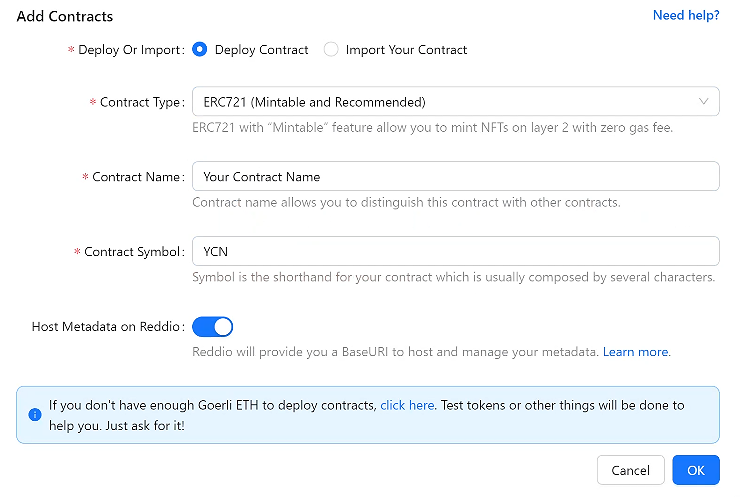 Add Contracts Need help?
* Deploy Or Import: Deploy Contract Import Your Contract
* Contract Type: ERC721 (Mintable and Recommended)
ERC721 with “Mintable” feature allow you to mint NFTs on layer 2 with zero gas fee.
* Contract Name: Your Contract Name
Contract name allows you to distinguish this contract with other contracts.
* Contract Symbol: YCN
Symbol is the shorthand for your contract which is usually composed by several characters.
Host Metadata on Reddio:
Reddio will provide you a BaseURI to host and manage your metadata. Learn more.
If you don't have enough Goerli ETH to deploy contracts, click here. Test tokens or other things will be done to
help you. Just ask for it!
Cancel OK